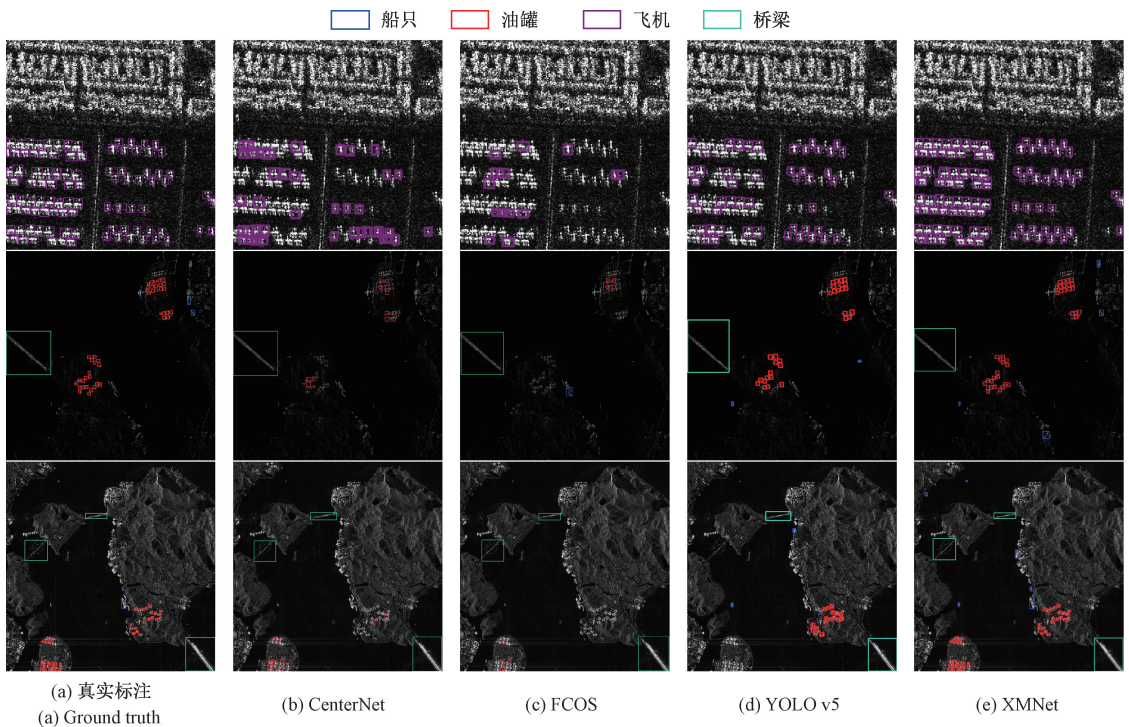 船只 油罐 飞机 桥梁
(a) 真实标注
(a) Ground truth
(b) CenterNet
(c) FCOS
(d) YOLO v5
(e) XMNet